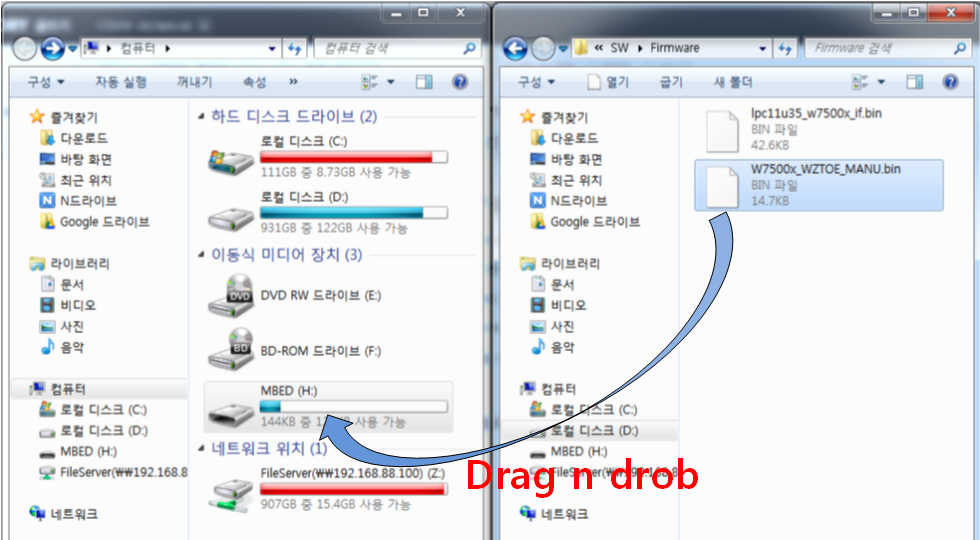 컴퓨터
컴퓨터 검색
구성
자동 실행
꺼내기
속성
»
즐겨찾기
다운로드
바탕 화면
최근 위치
N드라이브
Google 드라이브
라이브러리
문서
비디오
사진
음악
컴퓨터
로컬 디스크 (C:)
로컬 디스크 (D:)
MBED (H:)
FileServer(₩₩192.168.8
네트워크
하드 디스크 드라이브 (2)
로컬 디스크 (C:)
111GB 중 8.73GB 사용 가능
로컬 디스크 (D:)
931GB 중 122GB 사용 가능
이동식 미디어 장치 (3)
DVD RW 드라이브 (E:)
BD-ROM 드라이브 (F:)
MBED (H:)
144KB 중 사용 가능
네트워크 위치 (1)
FileServer(₩₩192.168.88.100) (Z:)
907GB 중 15.4GB 사용 가능
« SW Firmware
Firmware 검색
구성
열기
굽기
새 폴더
즐겨찾기
다운로드
바탕 화면
최근 위치
N드라이브
Google 드라이브
라이브러리
문서
비디오
사진
음악
컴퓨터
로컬 디스크 (C:)
로컬 디스크 (D:)
MBED (H:)
FileServer(₩₩192.168.8
네트워크
lpc11u35_w7500x_if.bin
BIN 파일
42.6KB
W7500x_WZTOE_MANU.bin
BIN 파일
14.7KB
Drag n drob